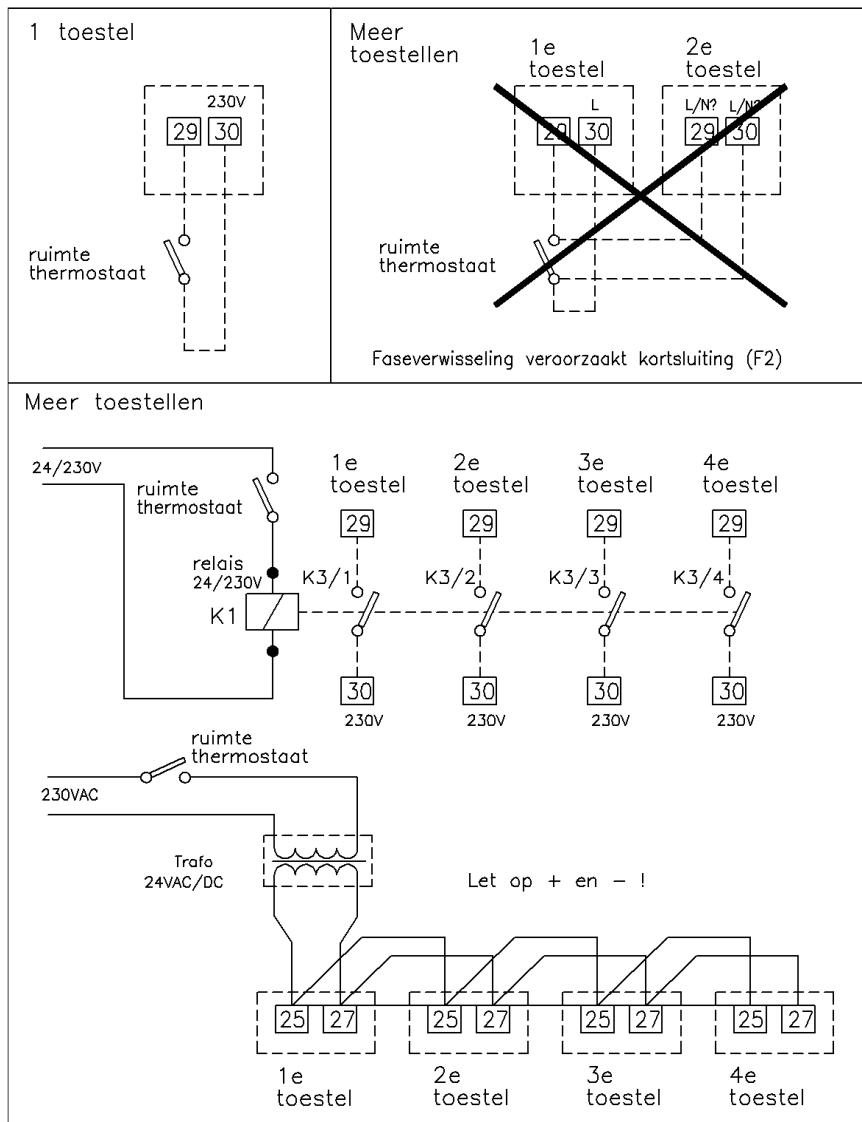 1 toestel
230V
29 30
ruimte
thermostaat
Meer
toestellen
1e
toestel
2e
toestel
L
L/N? L/N?
29 30
29 30
ruimte
thermostaat
Faseverwisseling veroorzaakt kortsluiting (F2)
Meer toestellen
24/230V
ruimte
thermostaat
relais
24/230V
K1
1e
toestel
2e
toestel
3e
toestel
4e
toestel
29 29 29 29
K3/1 K3/2 K3/3 K3/4
30 30 30 30
230V 230V 230V 230V
ruimte
thermostaat
230VAC
Trafo
24VAC/DC
Let op + en - !
25 27 25 27 25 27 25 27
1e
toestel
2e
toestel
3e
toestel
4e
toestel